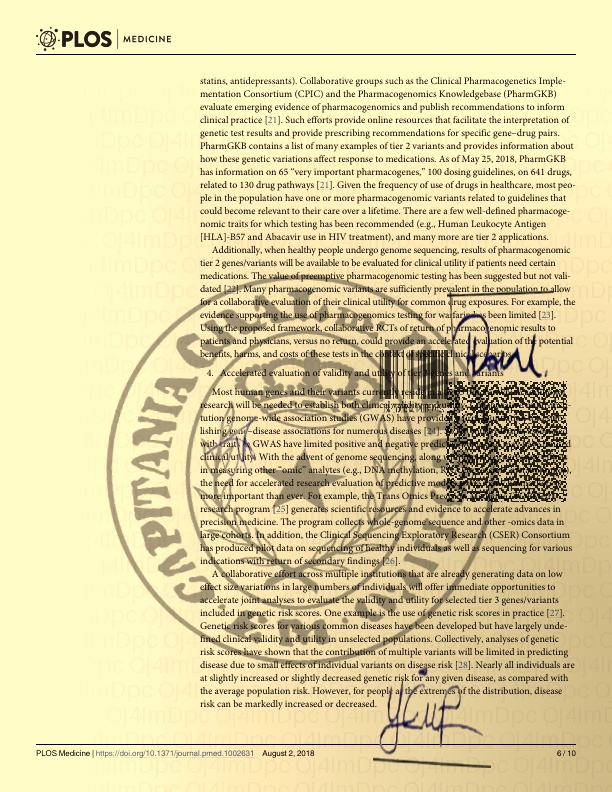 PLOS | MEDICINE
statins, antidepressants). Collaborative groups such as the Clinical Pharmacogenetics Imple-
mentation Consortium (CPIC) and the Pharmacogenomics Knowledgebase (PharmGKB)
evaluate emerging evidence of pharmacogenomics and publish recommendations to inform
clinical practice [21]. Such efforts provide online resources that facilitate the interpretation of
genetic test results and provide prescribing recommendations for specific gene–drug pairs.
PharmGKB contains a list of many examples of tier 2 variants and provides information about
how these genetic variations affect response to medications. As of May 25, 2018, PharmGKB
has information on 65 “very important pharmacogenes,” 100 dosing guidelines, on 641 drugs,
related to 130 drug pathways [21]. Given the frequency of use of drugs in healthcare, most peo-
ple in the population have one or more pharmacogenomic variants related to guidelines that
could become relevant to their care over a lifetime. There are a few well-defined pharmacoge-
nomic traits for which testing has been recommended (e.g., Human Leukocyte Antigen
[HLA]-B57 and Abacavir use in HIV treatment), and many more are tier 2 applications.
Additionally, when healthy people undergo genome sequencing, results of pharmacogenomic
tier 2 genes/variants will be available to be evaluated for clinical utility if patients need certain
medications. The value of preemptive pharmacogenomic testing has been suggested but not vali-
dated [22]. Many pharmacogenomic variants are sufficiently prevalent in the population to allow
for a collaborative evaluation of their clinical utility for common drug exposures. For example, the
evidence supporting the use of pharmacogenomics testing for warfarin has been limited [23].
Using the proposed framework, collaborative RCTs of return of pharmacogenomic results to
patients and physicians, versus no return, could provide an accelerated evaluation of the potential
benefits, harms, and costs of these tests in the context of specific clinical
4. Accelerated evaluation of validity and utility of tier 3 genes and variants
Most human genes and their variants currently
research will be needed to establish both clinical validity
lution genome-wide association studies (GWAS) have provided
lishing gene–disease associations for numerous diseases [24].
with traits, GWAS have limited positive and negative
clinical utility. With the advent of genome sequencing, along
in measuring other “omic” analytes (e.g., DNA methylation,
the need for accelerated research evaluation of predictive
more important than ever. For example, the Trans Omics
research program [25] generates scientific resources and evidence to accelerate advances in
precision medicine. The program collects whole-genome sequence and other -omics data in
large cohorts. In addition, the Clinical Sequencing Exploratory Research (CSER) Consortium
has produced pilot data on sequencing of healthy individuals as well as sequencing for various
indications with return of secondary findings [26].
A collaborative effort across multiple institutions that are already generating data on low
effect size variations in large numbers of individuals will offer immediate opportunities to
accelerate joint analyses to evaluate the validity and utility for selected tier 3 genes/variants
included in genetic risk scores. One example is the use of genetic risk scores in practice [27].
Genetic risk scores for various common diseases have been developed but have largely unde-
fined clinical validity and utility in unselected populations. Collectively, analyses of genetic
risk scores have shown that the contribution of multiple variants will be limited in predicting
disease due to small effects of individual variants on disease risk [28]. Nearly all individuals are
at slightly increased or slightly decreased genetic risk for any given disease, as compared with
the average population risk. However, for people at the extremes of the distribution, disease
risk can be markedly increased or decreased.
CAPITANIA
PLOS Medicine | https://doi.org/10.1371/journal.pmed.1002631 August 2, 2018 6 / 10